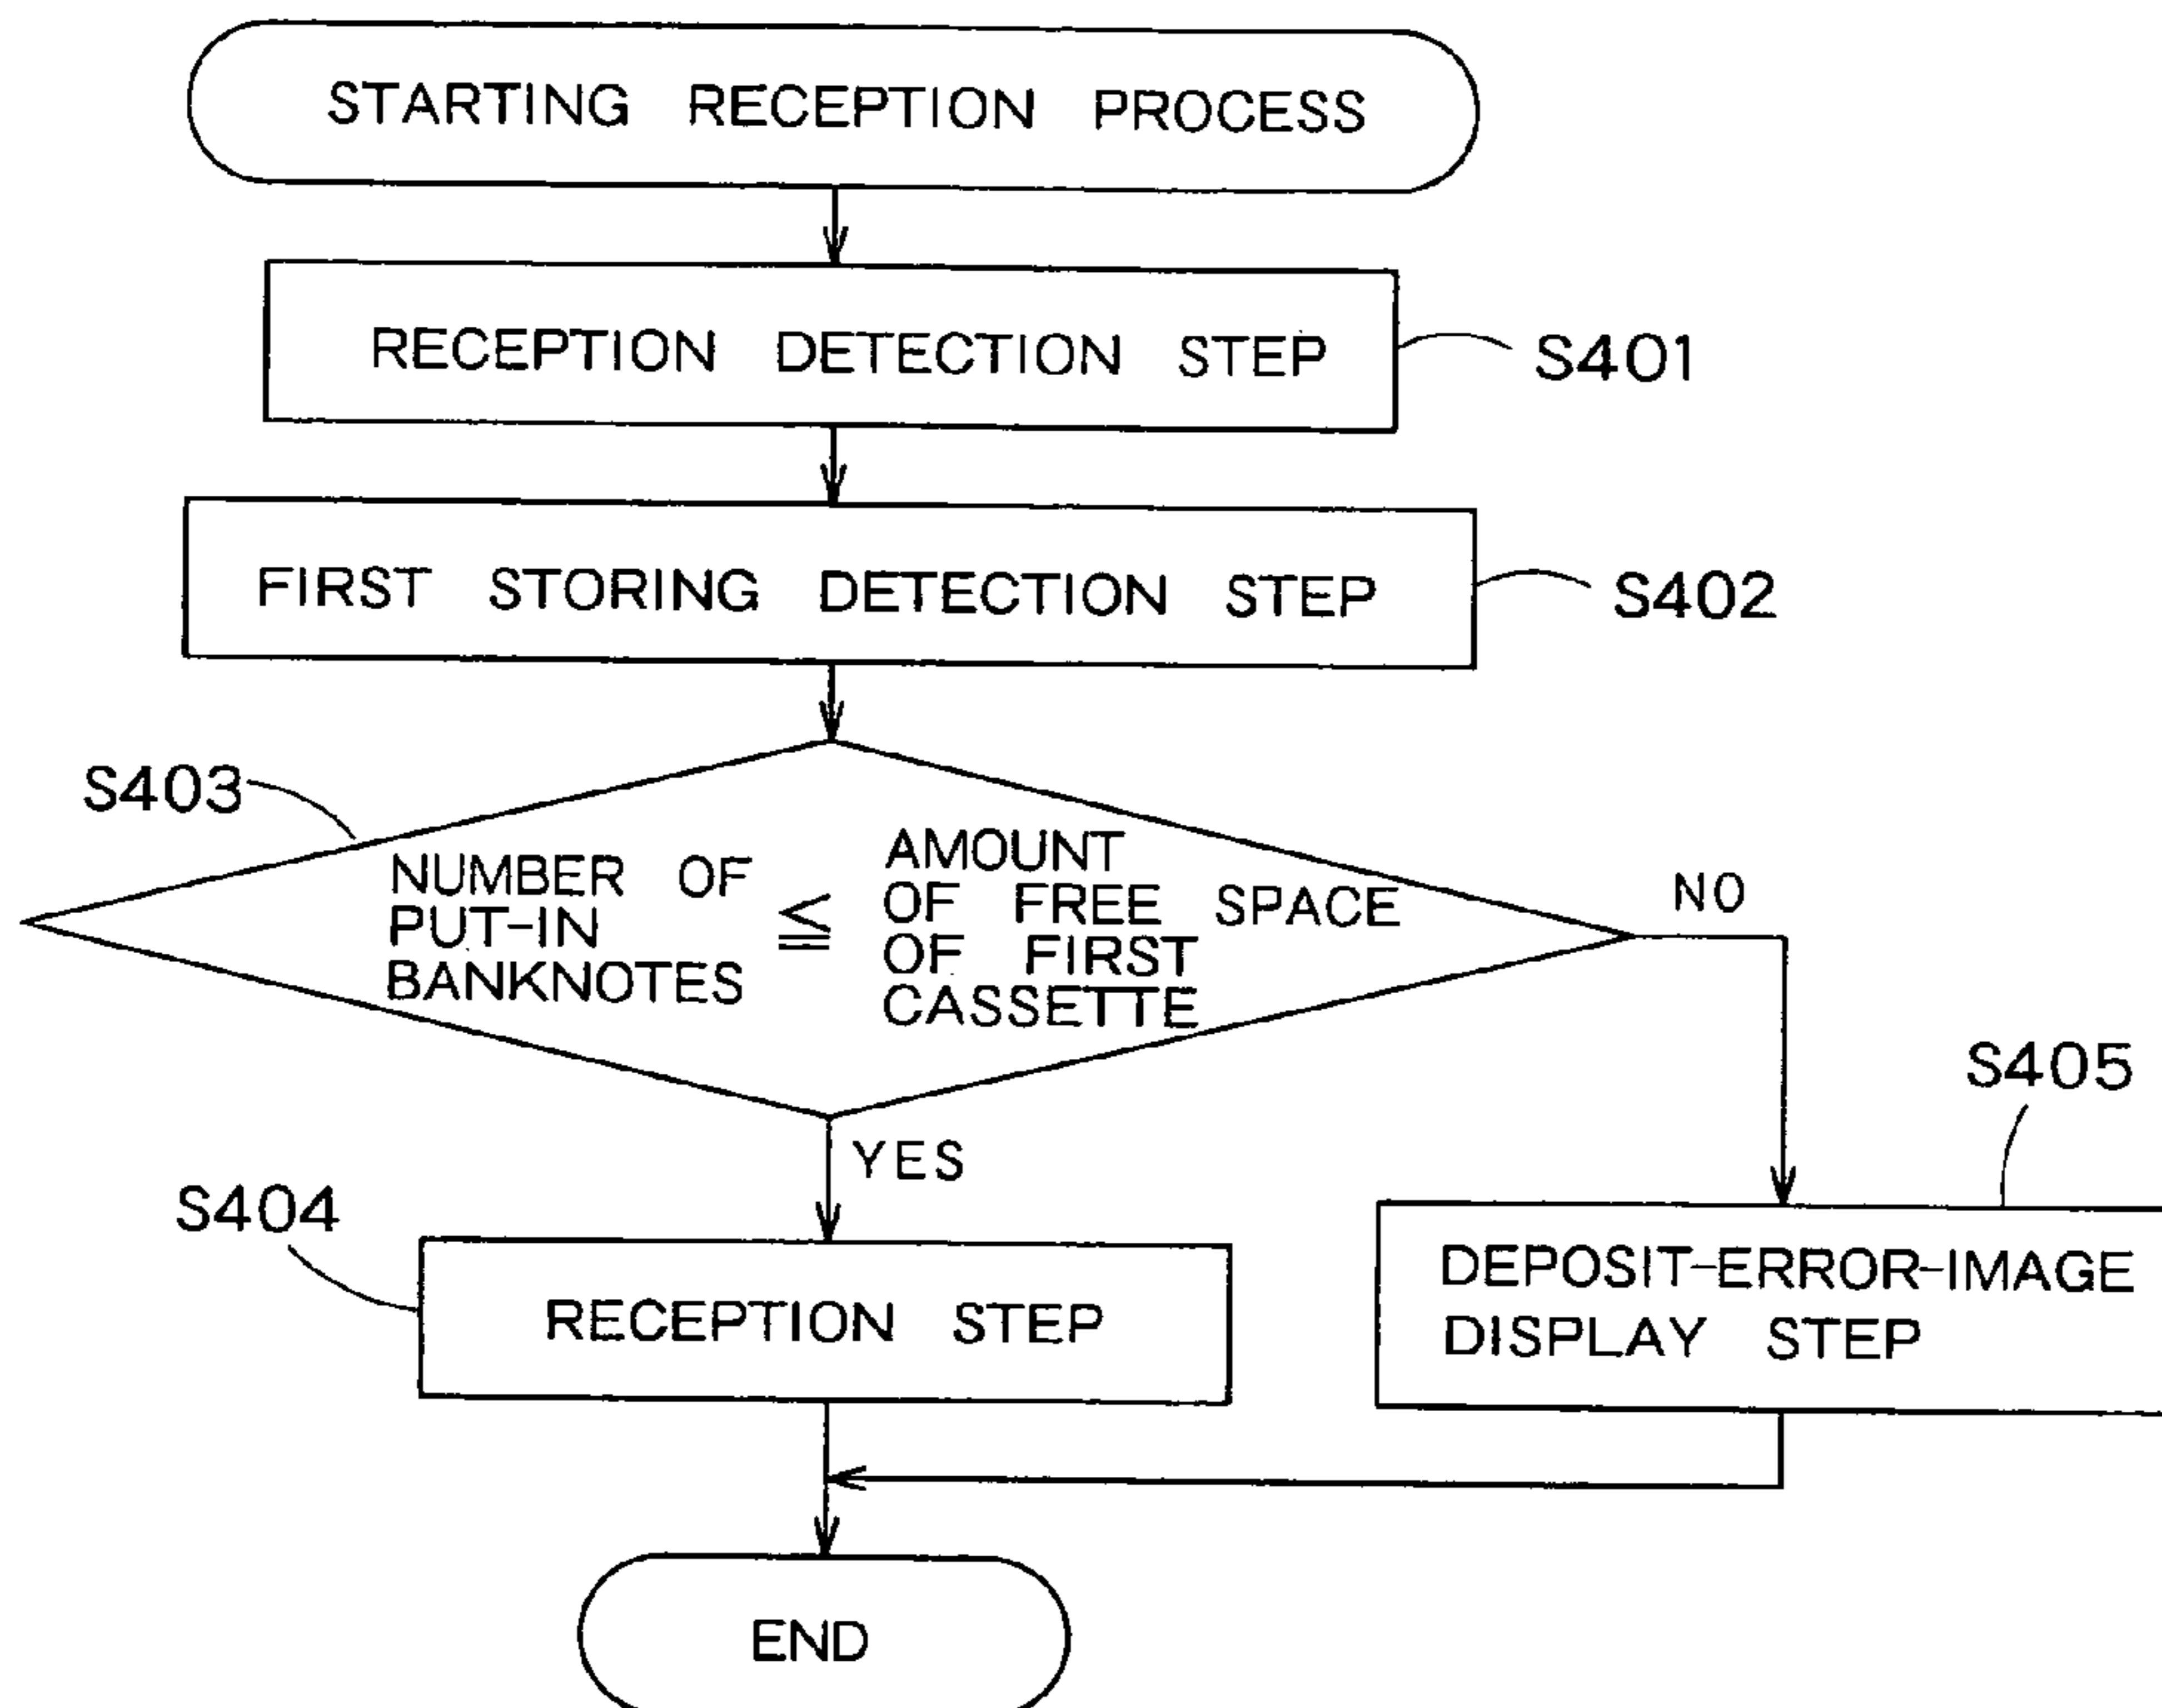 STARTING RECEPTION PROCESS
RECEPTION DETECTION STEP
S401
FIRST STORING DETECTION STEP
S402
S403
NUMBER OF
PUT-IN
BANKNOTES
≦
AMOUNT
OF FREE SPACE
OF FIRST
CASSETTE
NO
YES
S404
RECEPTION STEP
S405
DEPOSIT-ERROR-IMAGE
DISPLAY STEP
END